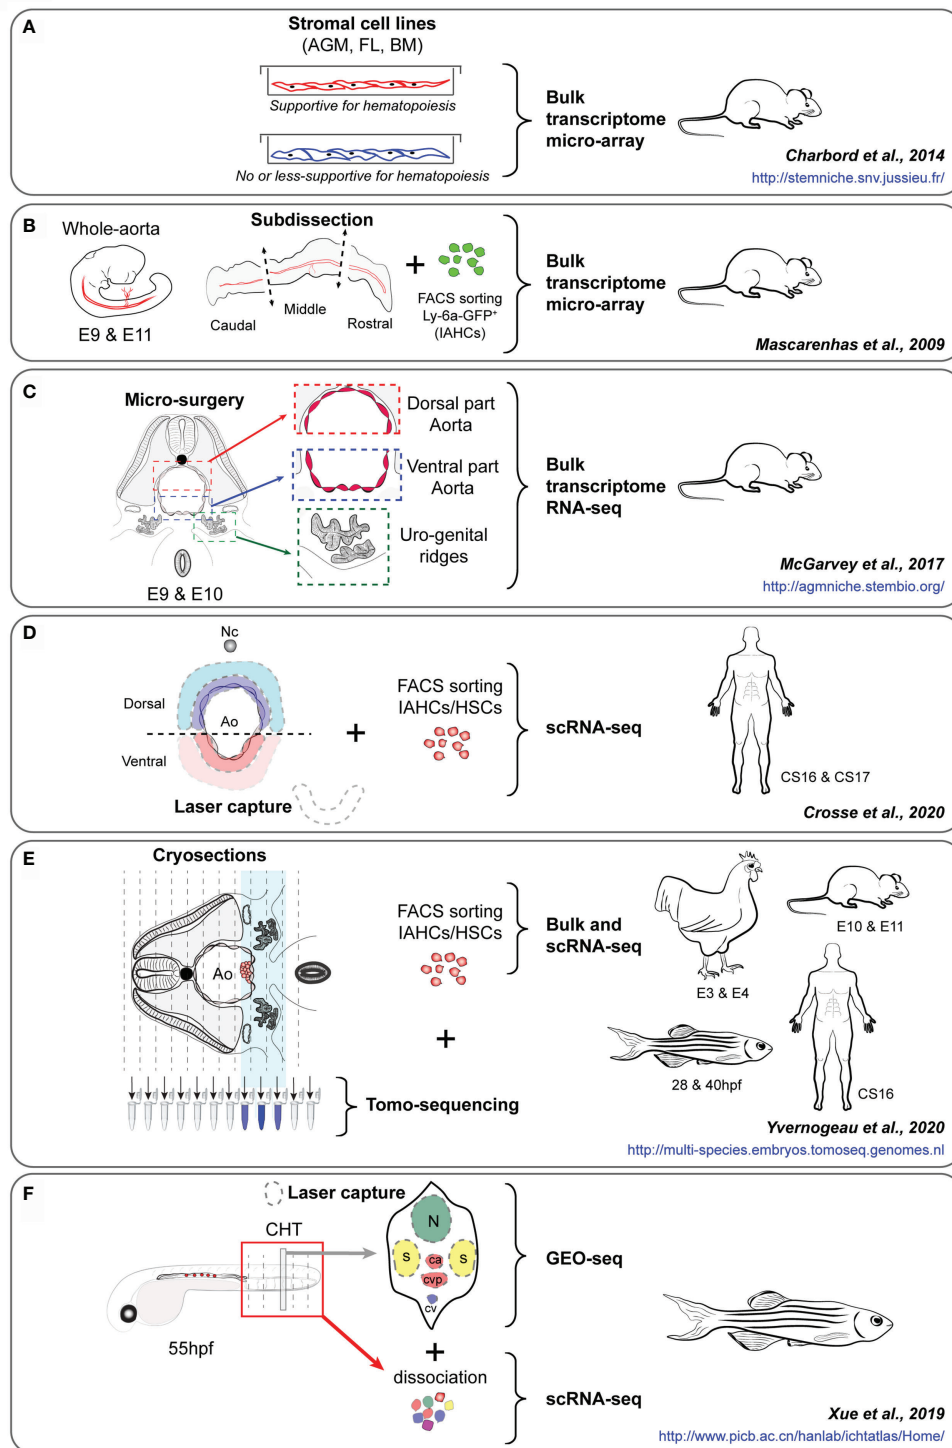 A
Stromal cell lines
(AGM, FL, BM)
Supportive for hematopoiesis
No or less-supportive for hematopoiesis
Bulk
transcriptome
micro-array
Charbord et al., 2014
http://stemniche.snv.jussieu.fr/
B
Whole-aorta
E9 & E11
Subdissection
Caudal
Middle
Rostral
+
FACS sorting
Ly-6a-GFP⁺
(IAHCs)
Bulk
transcriptome
micro-array
Mascarenhas et al., 2009
C
Micro-surgery
E9 & E10
Dorsal part
Aorta
Ventral part
Aorta
Uro-genital
ridges
Bulk
transcriptome
RNA-seq
McGarvey et al., 2017
http://agmniche.stembio.org/
D
Nc
Dorsal
Ao
Ventral
Laser capture
+
FACS sorting
IAHCs/HSCs
scRNA-seq
CS16 & CS17
Crosse et al., 2020
E
Cryosections
Ao
FACS sorting
IAHCs/HSCs
Bulk and
scRNA-seq
+
Tomo-sequencing
E3 & E4
E10 & E11
28 & 40hpf
CS16
Yvernogeau et al., 2020
http://multi-species.embryos.tomoseq.genomes.nl
F
Laser capture
CHT
55hpf
N
s
s
ca
cvp
cv
+
dissociation
GEO-seq
scRNA-seq
Xue et al., 2019
http://www.picb.ac.cn/hanlab/ichtatlas/Home/